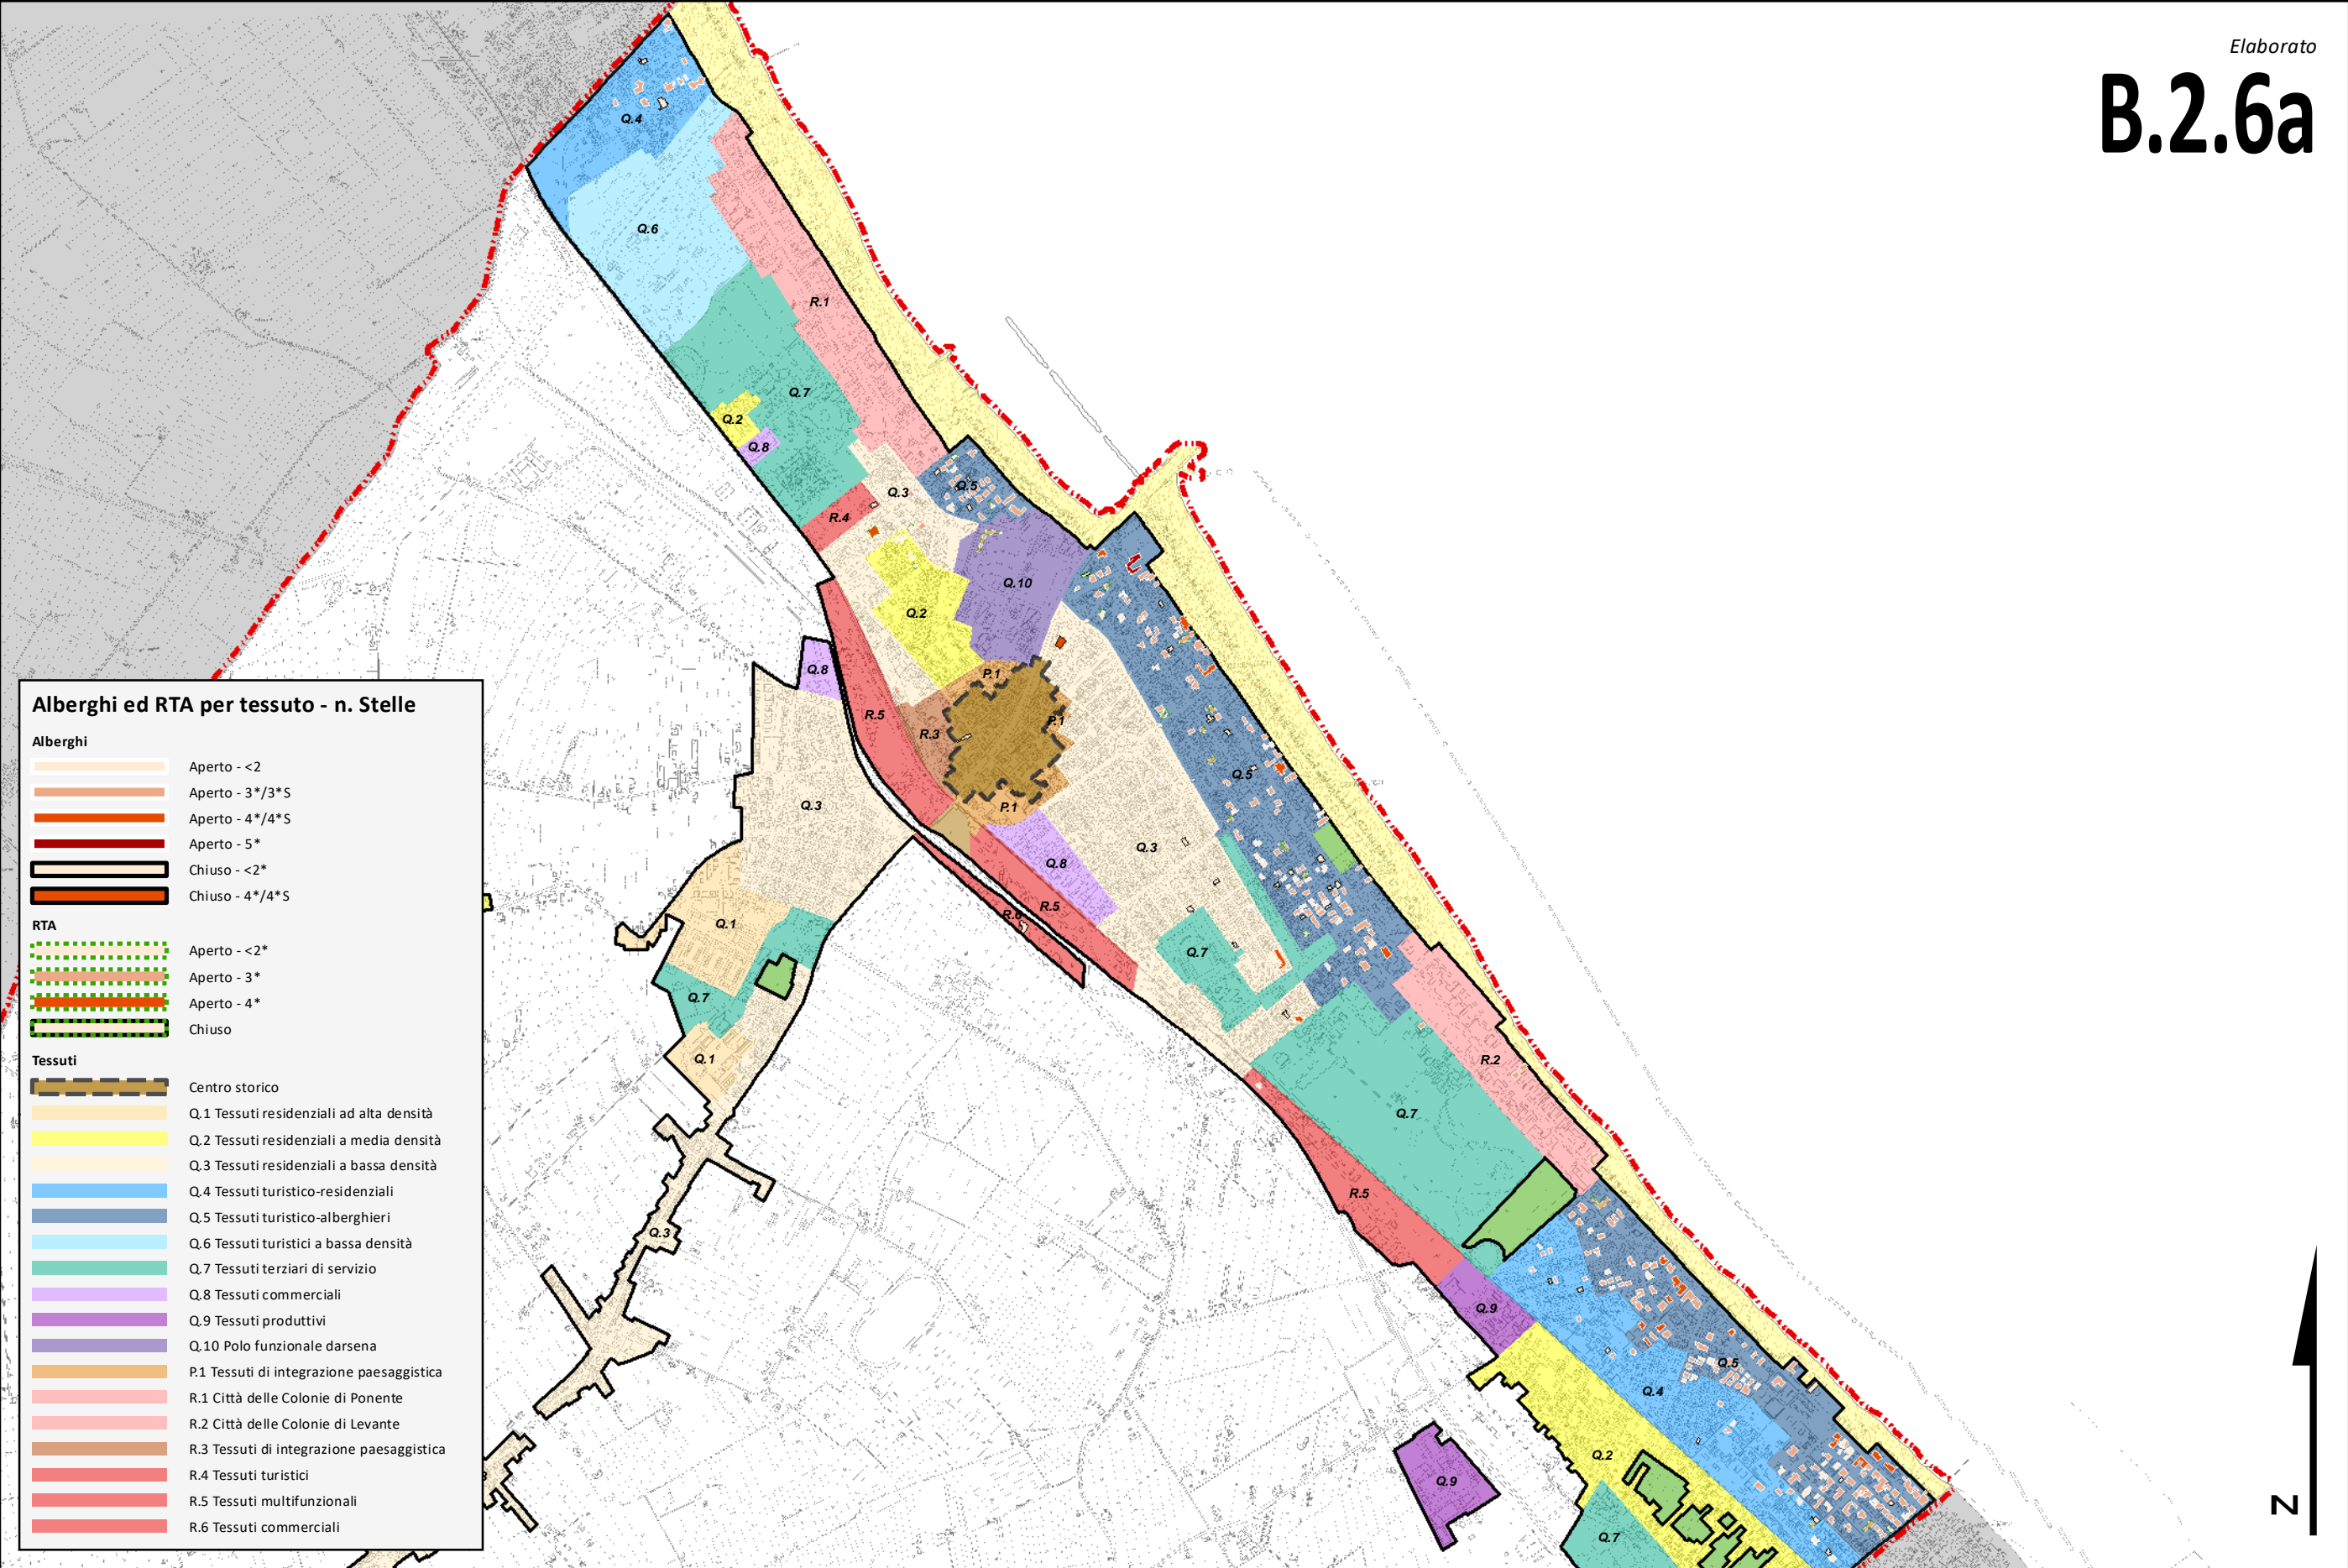 Elaborato
B.2.6a
Q.4
Q.6
R.1
Q.7
Q.2
Q.8
Q.3
Q.5
R.4
Q.10
Q.2
Q.8
P.1
R.5
P.1
R.3
Q.5
Q.3
P.1
Q.3
Q.8
R.5
R.6
Q.1
Q.7
Q.7
Q.1
R.2
Q.7
R.5
Q.3
Q.9
Q.5
Q.4
Q.2
Q.9
Q.7
N
Alberghi ed RTA per tessuto - n. Stelle
Alberghi
Aperto - <2
Aperto - 3*/3*S
Aperto - 4*/4*S
Aperto - 5*
Chiuso - <2*
Chiuso - 4*/4*S
RTA
Aperto - <2*
Aperto - 3*
Aperto - 4*
Chiuso
Tessuti
Centro storico
Q.1 Tessuti residenziali ad alta densità
Q.2 Tessuti residenziali a media densità
Q.3 Tessuti residenziali a bassa densità
Q.4 Tessuti turistico-residenziali
Q.5 Tessuti turistico-alberghieri
Q.6 Tessuti turistici a bassa densità
Q.7 Tessuti terziari di servizio
Q.8 Tessuti commerciali
Q.9 Tessuti produttivi
Q.10 Polo funzionale darsena
P.1 Tessuti di integrazione paesaggistica
R.1 Città delle Colonie di Ponente
R.2 Città delle Colonie di Levante
R.3 Tessuti di integrazione paesaggistica
R.4 Tessuti turistici
R.5 Tessuti multifunzionali
R.6 Tessuti commerciali